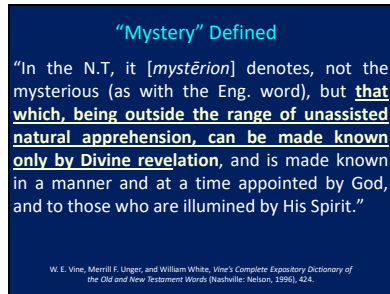 “Mystery” Defined
“In the N.T, it [mystērion] denotes, not the
mysterious (as with the Eng. word), but that
which, being outside the range of unassisted
natural apprehension, can be made known
only by Divine revelation, and is made known
in a manner and at a time appointed by God,
and to those who are illumined by His Spirit.”
W. E. Vine, Merrill F. Unger, and William White, Vine’s Complete Expository Dictionary of
the Old and New Testament Words (Nashville: Nelson, 1996), 424.